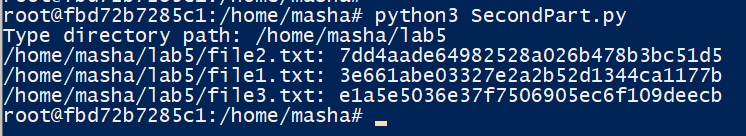 root@fbd72b7285c1:/home/masha# python3 SecondPart.py
Type directory path: /home/masha/lab5
/home/masha/lab5/file2.txt: 7dd4aade64982528a026b478b3bc51d5
/home/masha/lab5/file1.txt: 3e661abe03327e2a2b52d1344ca1177b
/home/masha/lab5/file3.txt: e1a5e5036e37f7506905ec6f109deecb
root@fbd72b7285c1:/home/masha#